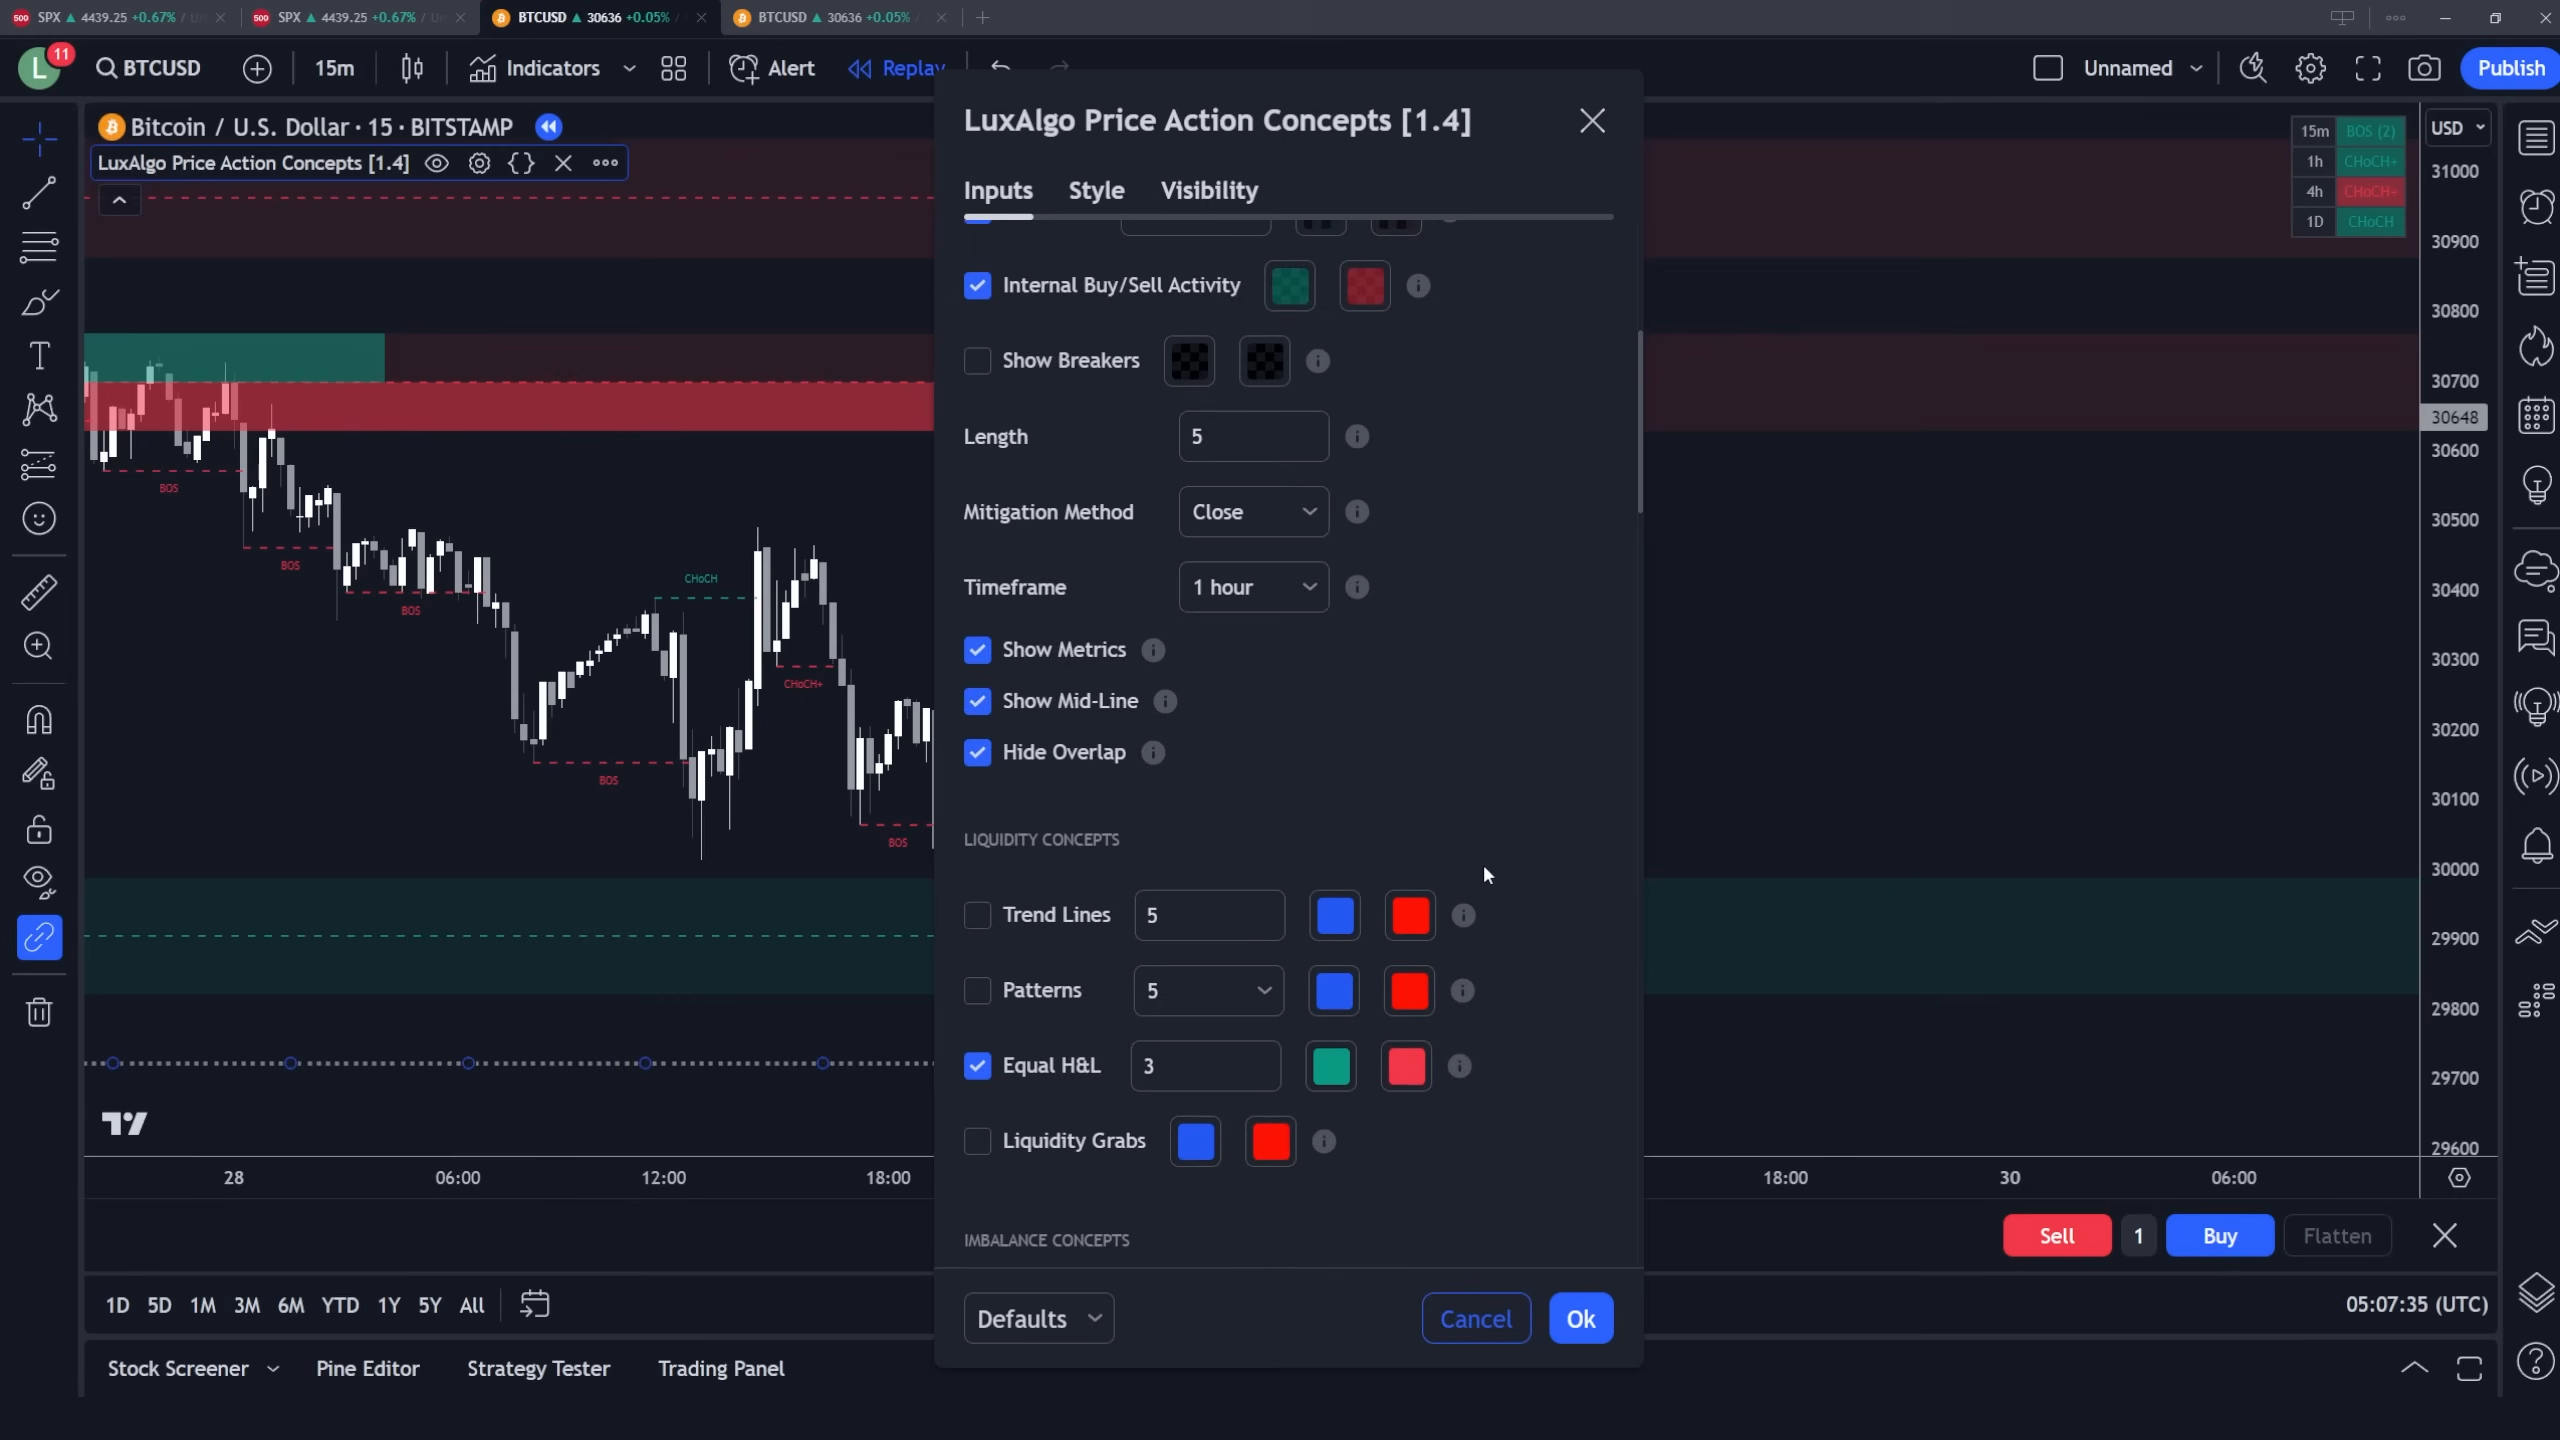 500 SPX ▲ 4439.25 +0.67% / Un
500 SPX ▲ 4439.25 +0.67% / Un
BTCUSD ▲ 30636 +0.05% /
BTCUSD ▲ 30636 +0.05% /
L 11 BTCUSD 15m Indicators Alert Replay
Unnamed Publish
Bitcoin / U.S. Dollar · 15 · BITSTAMP
LuxAlgo Price Action Concepts [1.4]
15m BOS (2)
1h CHoCH+
4h CHoCH+
1D CHoCH
USD
31000
30900
30800
30700
30648
30600
30500
30400
30300
30200
30100
30000
29900
29800
29700
29600
BOS
BOS
BOS
CHoCH
CHoCH+
BOS
BOS
28 06:00 12:00 18:00
18:00 30 06:00
LuxAlgo Price Action Concepts [1.4]
Inputs Style Visibility
Internal Buy/Sell Activity
Show Breakers
Length 5
Mitigation Method Close
Timeframe 1 hour
Show Metrics
Show Mid-Line
Hide Overlap
LIQUIDITY CONCEPTS
Trend Lines 5
Patterns 5
Equal H&L 3
Liquidity Grabs
IMBALANCE CONCEPTS
Defaults Cancel Ok
Sell 1 Buy Flatten
1D 5D 1M 3M 6M YTD 1Y 5Y All
05:07:35 (UTC)
Stock Screener Pine Editor Strategy Tester Trading Panel